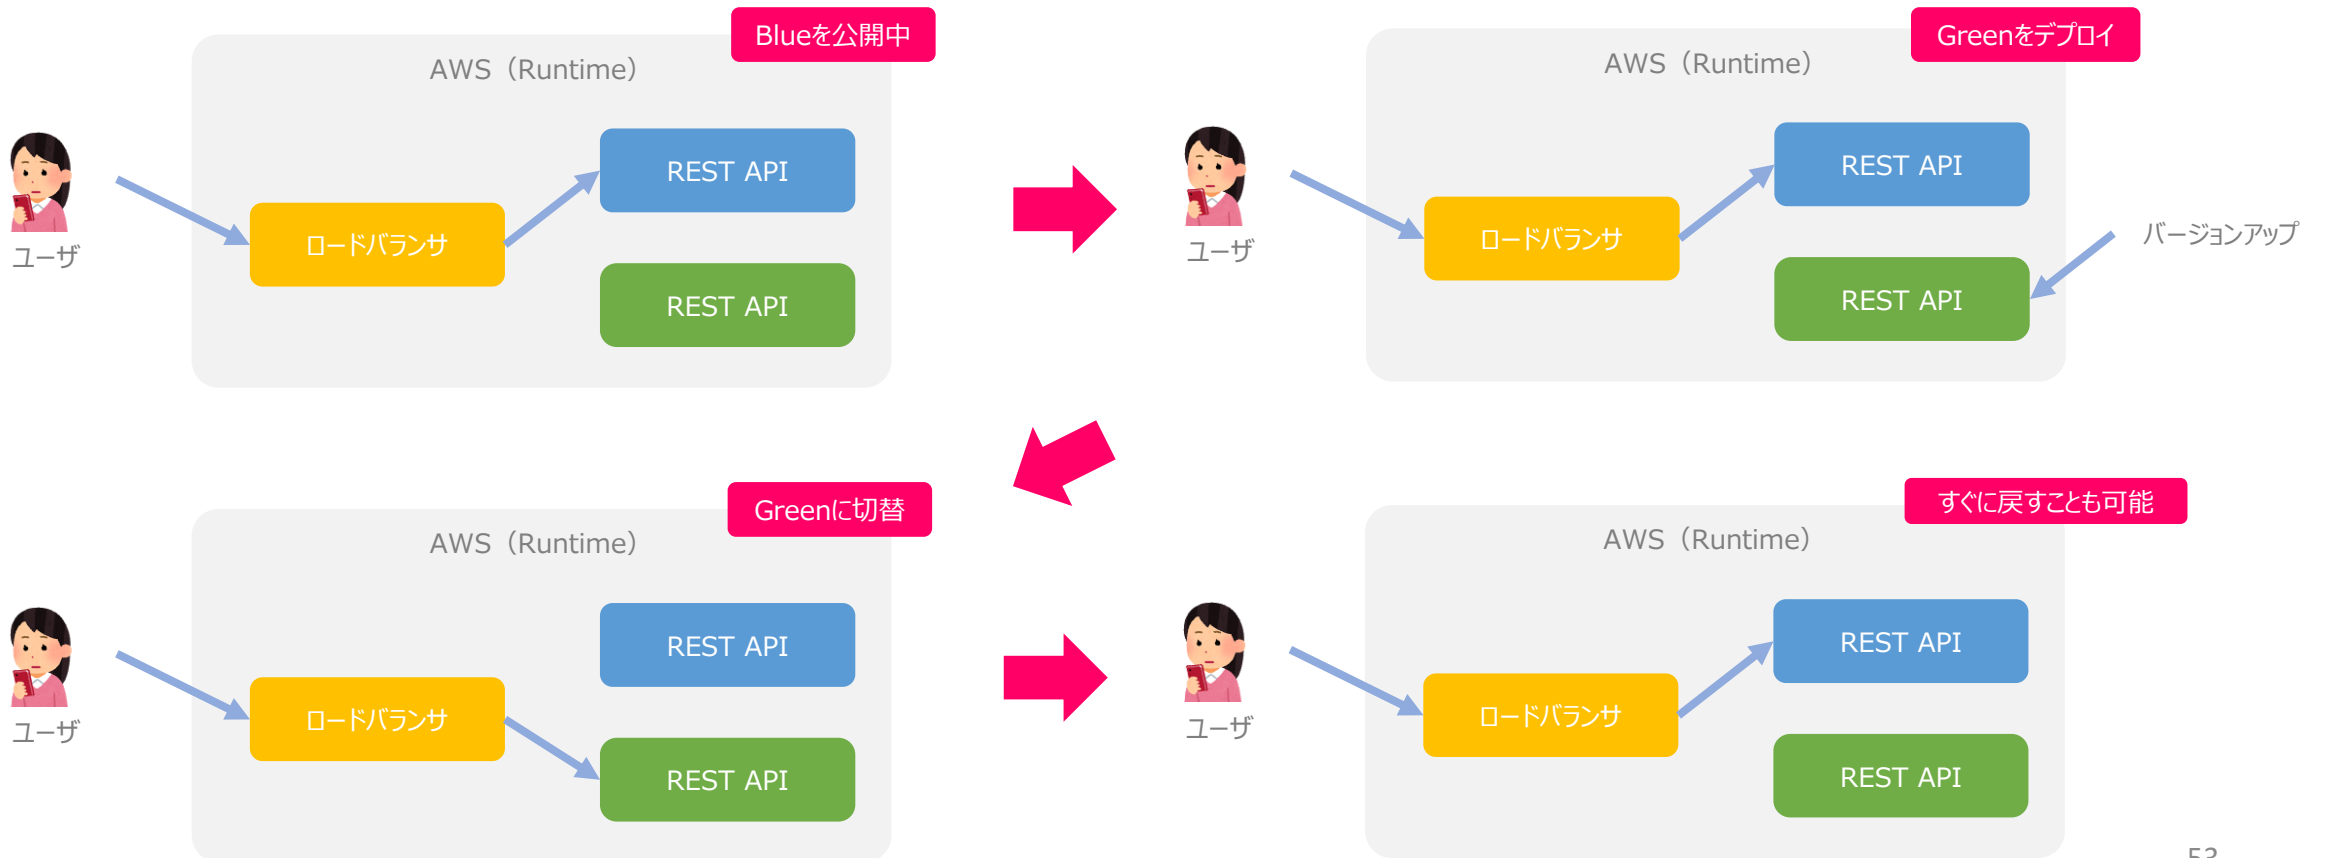 Blueを公開中
AWS（Runtime）
REST API
ロードバランサ
REST API
ユーザ
Greenをデプロイ
AWS（Runtime）
REST API
ロードバランサ
REST API
ユーザ
バージョンアップ
Greenに切替
AWS（Runtime）
REST API
ロードバランサ
REST API
ユーザ
すぐに戻すことも可能
AWS（Runtime）
REST API
ロードバランサ
REST API
ユーザ
53